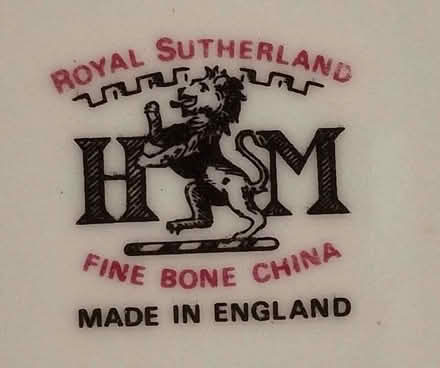 ROYAL SUTHERLAND
H M
FINE BONE CHINA
MADE IN ENGLAND